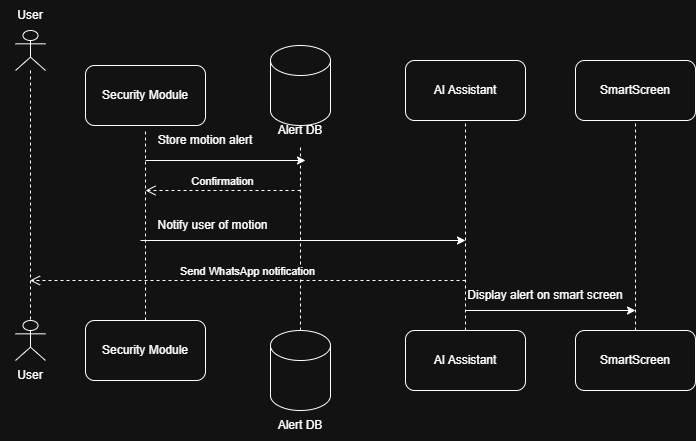 User
Security Module
Alert DB
AI Assistant
SmartScreen
Store motion alert
Confirmation
Notify user of motion
Send WhatsApp notification
Display alert on smart screen
User
Security Module
Alert DB
AI Assistant
SmartScreen